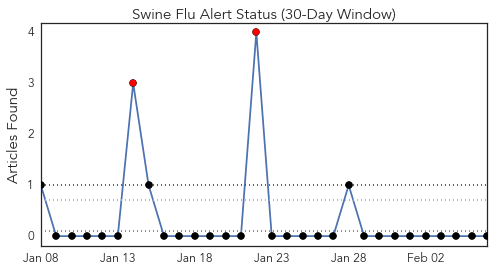 Swine Flu Alert Status (30-Day Window)
Articles Found
4
3
2
1
0
Jan 08 Jan 13 Jan 18 Jan 23 Jan 28 Feb 02